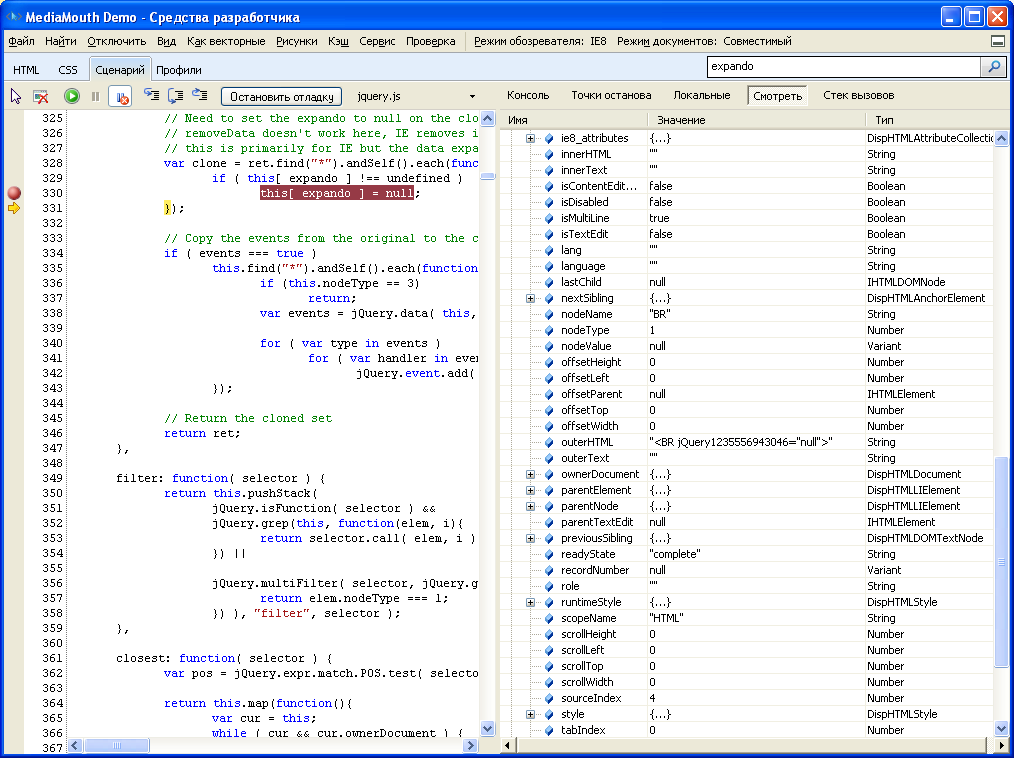 MediaMouth Demo - Средства разработчика
Файл Найти Отключить Вид Как векторные Рисунки Кэш Сервис Проверка Режим обозревателя: IE8 Режим документов: Совместимый
HTML CSS Сценарий Профили expando
Остановить отладку jquery.js Консоль Точки останова Локальные Смотреть Стек вызовов
325 // Need to set the expando to null on the clo
326 // removeData doesn't work here, IE removes i
327 // this is primarily for IE but the data expa
328 var clone = ret.find("*").andSelf().each(func
329 if ( this[ expando ] !== undefined )
330 this[ expando ] = null;
331 });
332
333 // Copy the events from the original to the c
334 if ( events === true )
335 this.find("*").andSelf().each(function
336 if (this.nodeType == 3)
337 return;
338 var events = jQuery.data( this,
339
340 for ( var type in events )
341 for ( var handler in even
342 jQuery.event.add(
343 });
344
345 // Return the cloned set
346 return ret;
347 },
348
349 filter: function( selector ) {
350 return this.pushStack(
351 jQuery.isFunction( selector ) &&
352 jQuery.grep(this, function(elem, i){
353 return selector.call( elem, i )
354 }) ||
355
356 jQuery.multiFilter( selector, jQuery.g
357 return elem.nodeType === 1;
358 }) ), "filter", selector );
359 },
360
361 closest: function( selector ) {
362 var pos = jQuery.expr.match.POS.test( selecto
363
364 return this.map(function(){
365 var cur = this;
366 while ( cur && cur.ownerDocument ) {
367
Имя Значение Тип
ie8_attributes {...} DispHTMLAttributeCollectic
innerHTML "" String
innerText "" String
isContentEdit... false Boolean
isDisabled false Boolean
isMultiLine true Boolean
isTextEdit false Boolean
lang "" String
language "" String
lastChild null IHTMLDOMNode
nextSibling {...} DispHTMLAnchorElement
nodeName "BR" String
nodeType 1 Number
nodeValue null Variant
offsetHeight 0 Number
offsetLeft 0 Number
offsetParent null IHTMLElement
offsetTop 0 Number
offsetWidth 0 Number
outerHTML "<BR jQuery1235556943046="null">" String
outerText "" String
ownerDocument {...} DispHTMLDocument
parentElement {...} DispHTMLLIElement
parentNode {...} DispHTMLLIElement
parentTextEdit null IHTMLElement
previousSibling {...} DispHTMLDOMTextNode
readyState "complete" String
recordNumber null Variant
role "" String
runtimeStyle {...} DispHTMLStyle
scopeName "HTML" String
scrollHeight 0 Number
scrollLeft 0 Number
scrollTop 0 Number
scrollWidth 0 Number
sourceIndex 4 Number
style {...} DispHTMLStyle
tabIndex 0 Number